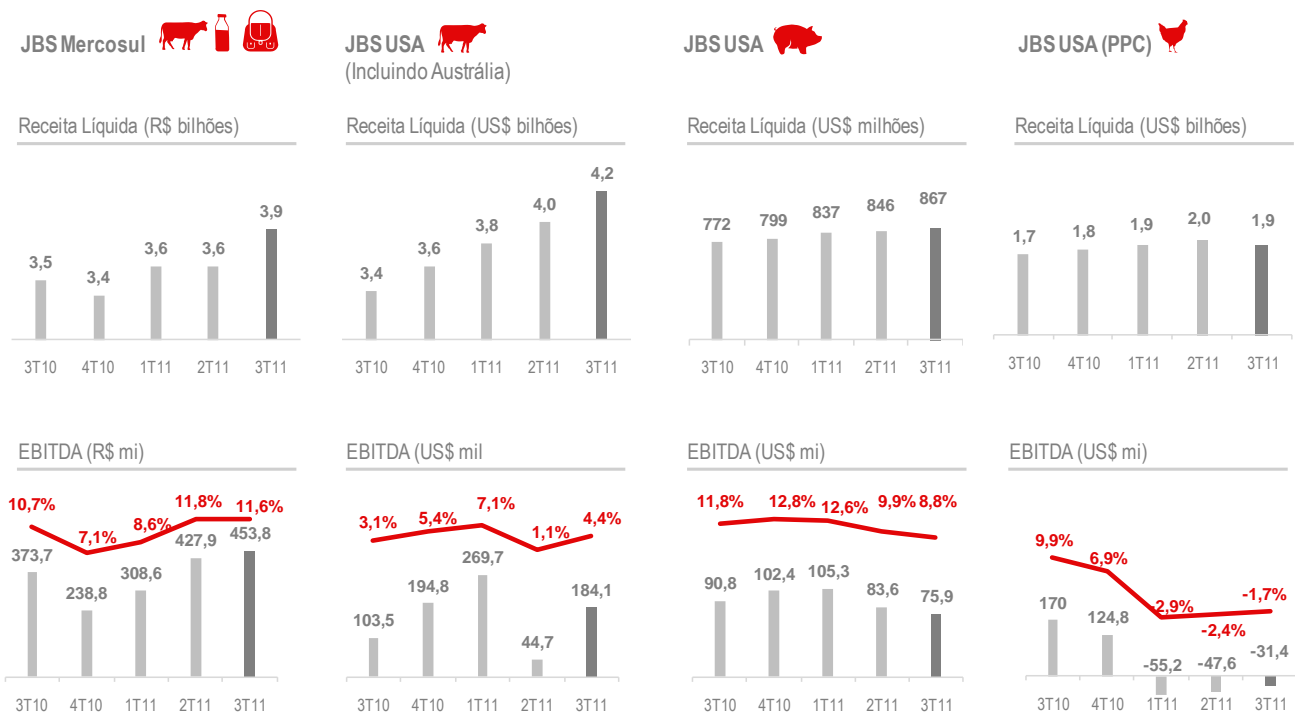 JBS Mercosul
JBS USA
(Incluindo Austrália)
JBS USA
JBS USA (PPC)
Receita Líquida (R$ bilhões)
Receita Líquida (US$ bilhões)
Receita Líquida (US$ milhões)
Receita Líquida (US$ bilhões)
3,5 3,4 3,6 3,6 3,9
3T10 4T10 1T11 2T11 3T11
3,4 3,6 3,8 4,0 4,2
3T10 4T10 1T11 2T11 3T11
772 799 837 846 867
3T10 4T10 1T11 2T11 3T11
1,7 1,8 1,9 2,0 1,9
3T10 4T10 1T11 2T11 3T11
EBITDA (R$ mi)
10,7% 7,1% 8,6% 11,8% 11,6%
373,7 238,8 308,6 427,9 453,8
3T10 4T10 1T11 2T11 3T11
EBITDA (US$ mil
3,1% 5,4% 7,1% 1,1% 4,4%
103,5 194,8 269,7 44,7 184,1
3T10 4T10 1T11 2T11 3T11
EBITDA (US$ mi)
11,8% 12,8% 12,6% 9,9% 8,8%
90,8 102,4 105,3 83,6 75,9
3T10 4T10 1T11 2T11 3T11
EBITDA (US$ mi)
9,9% 6,9% -2,9% -2,4% -1,7%
170 124,8 -55,2 -47,6 -31,4
3T10 4T10 1T11 2T11 3T11